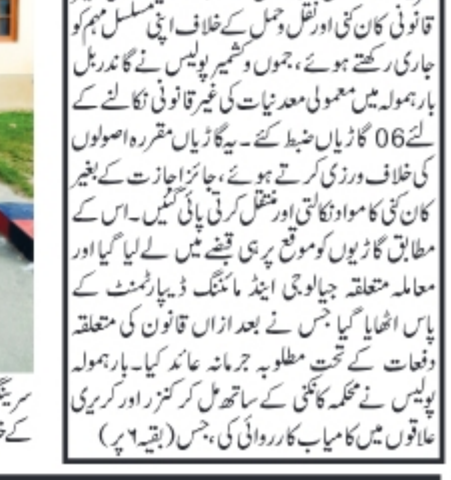 قانونی کان کنی اور نقل وحمل کے خلاف اپنی مسلسل مہم کو
جاری رکھتے ہوئے، جموں و کشمیر پولیس نے گاندربل
بارہمولہ میں معمولی معدنیات کی غیر قانونی نکالنے کے
لئے 06 گاڑیاں ضبط کئے۔ یہ گاڑیاں مقررہ اصولوں
کی خلاف ورزی کرتے ہوئے، جائز اجازت کے بغیر
کان کنی کا مواد نکالتی اور منتقل کرتی پائی گئیں۔ اس کے
مطابق گاڑیوں کو موقع پر ہی قبضے میں لے لیا گیا اور
معاملہ متعلقہ جیالوجی اینڈ مائننگ ڈیپارٹمنٹ کے
پاس اٹھایا گیا جس نے بعد ازاں قانون کی متعلقہ
دفعات کے تحت مطلوبہ جرمانہ عائد کیا۔ بارہمولہ
پولیس نے محکمہ کانکنی کے ساتھ مل کر کنزر اور کریری
علاقوں میں کامیاب کارروائی کی، جس (بقیہ ۶ پر)